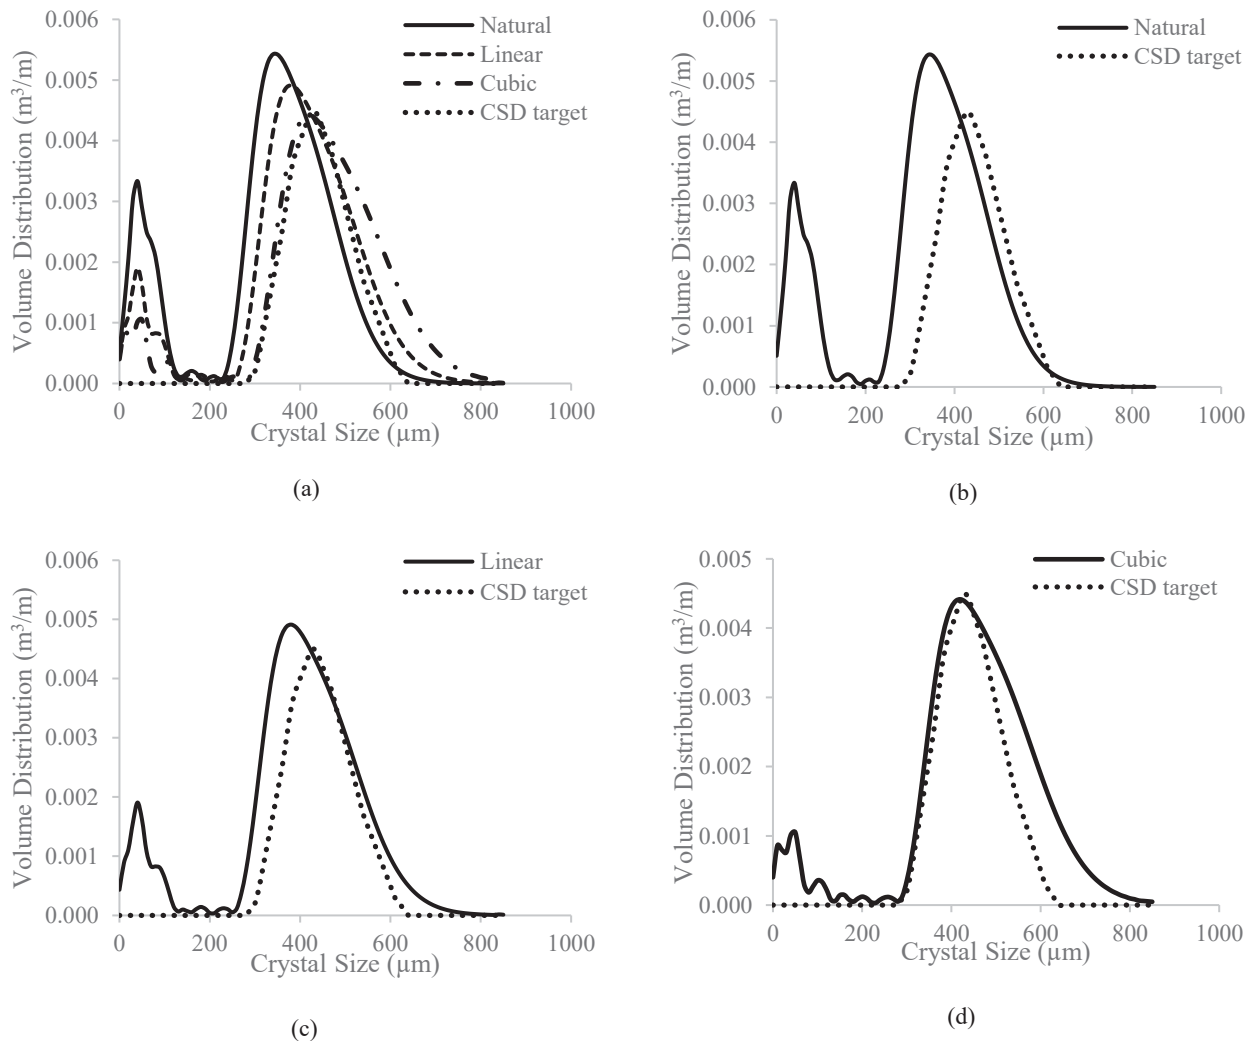 0.006
0.005
0.004
0.003
0.002
0.001
0.000
Volume Distribution (m³/m)
0 200 400 600 800 1000
Crystal Size (µm)
Natural
Linear
Cubic
CSD target
(a)
0.006
0.005
0.004
0.003
0.002
0.001
0.000
Volume Distribution (m³/m)
0 200 400 600 800 1000
Crystal Size (µm)
Natural
CSD target
(b)
0.006
0.005
0.004
0.003
0.002
0.001
0.000
Volume Distribution (m³/m)
0 200 400 600 800 1000
Crystal Size (µm)
Linear
CSD target
(c)
0.005
0.004
0.003
0.002
0.001
0.000
Volume Distribution (m³/m)
0 200 400 600 800 1000
Crystal Size (µm)
Cubic
CSD target
(d)